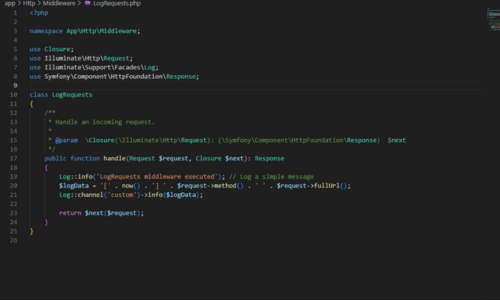 app > Http > Middleware > LogRequests.php
1 <?php
2
3 namespace App\Http\Middleware;
4
5 use Closure;
6 use Illuminate\Http\Request;
7 use Illuminate\Support\Facades\Log;
8 use Symfony\Component\HttpFoundation\Response;
9
10 class LogRequests
11 {
12 /**
13 * Handle an incoming request.
14 *
15 * @param \Closure(\Illuminate\Http\Request): (\Symfony\Component\HttpFoundation\Response) $next
16 */
17 public function handle(Request $request, Closure $next): Response
18 {
19 Log::info('LogRequests middleware executed'); // Log a simple message
20 $logData = '[' . now() . '] ' . $request->method() . ' ' . $request->fullUrl();
21 Log::channel('custom')->info($logData);
22
23 return $next($request);
24 }
25 }
26